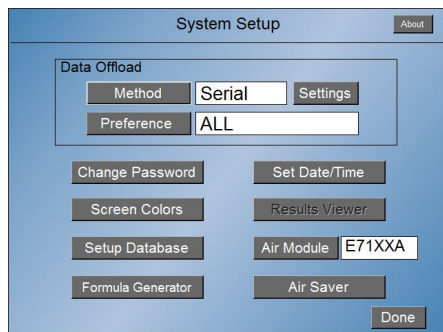 System Setup
About
Data Offload
Method Serial Settings
Preference ALL
Change Password Set Date/Time
Screen Colors Results Viewer
Setup Database Air Module E71XXA
Formula Generator Air Saver
Done